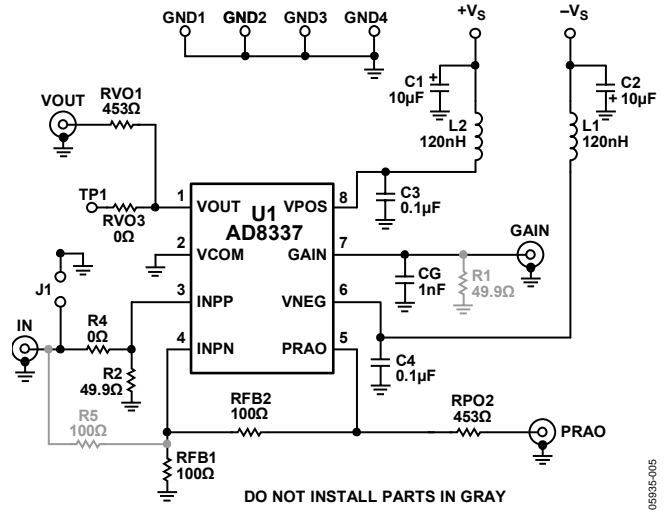 GND1 GND2 GND3 GND4
+VS
–VS
C1
10µF
+
C2
10µF
+
VOUT
RVO1
453Ω
L2
120nH
L1
120nH
TP1
RVO3
0Ω
C3
0.1µF
1 VOUT
U1
AD8337
VPOS 8
2 VCOM
GAIN 7
3 INPP
VNEG 6
4 INPN
PRAO 5
GAIN
CG
1nF
R1
49.9Ω
J1
IN
R4
0Ω
R2
49.9Ω
C4
0.1µF
R5
100Ω
RFB2
100Ω
RPO2
453Ω
PRAO
RFB1
100Ω
DO NOT INSTALL PARTS IN GRAY
05935-005